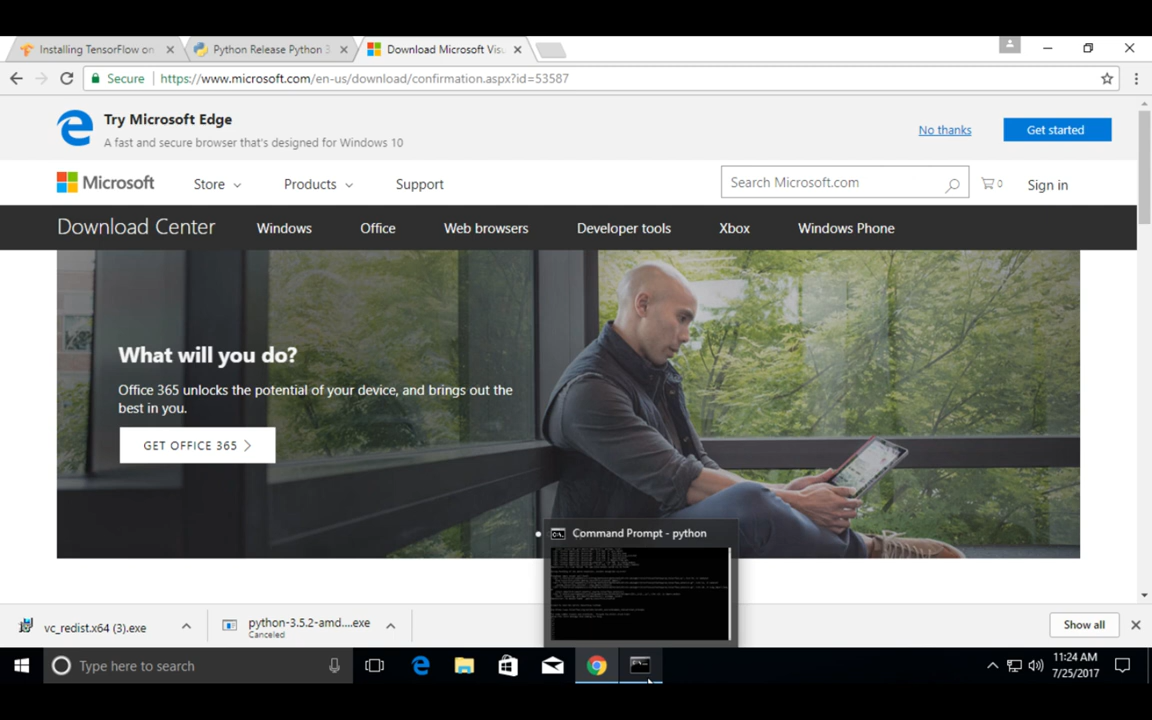 Installing TensorFlow on
Python Release Python 3
Download Microsoft Visu
Secure
https://www.microsoft.com/en-us/download/confirmation.aspx?id=53587
Try Microsoft Edge
A fast and secure browser that's designed for Windows 10
No thanks
Get started
Microsoft
Store
Products
Support
Search Microsoft.com
0
Sign in
Download Center
Windows
Office
Web browsers
Developer tools
Xbox
Windows Phone
What will you do?
Office 365 unlocks the potential of your device, and brings out the
best in you.
GET OFFICE 365
Command Prompt - python
vc_redist.x64 (3).exe
python-3.5.2-amd....exe
Canceled
Show all
Type here to search
11:24 AM
7/25/2017